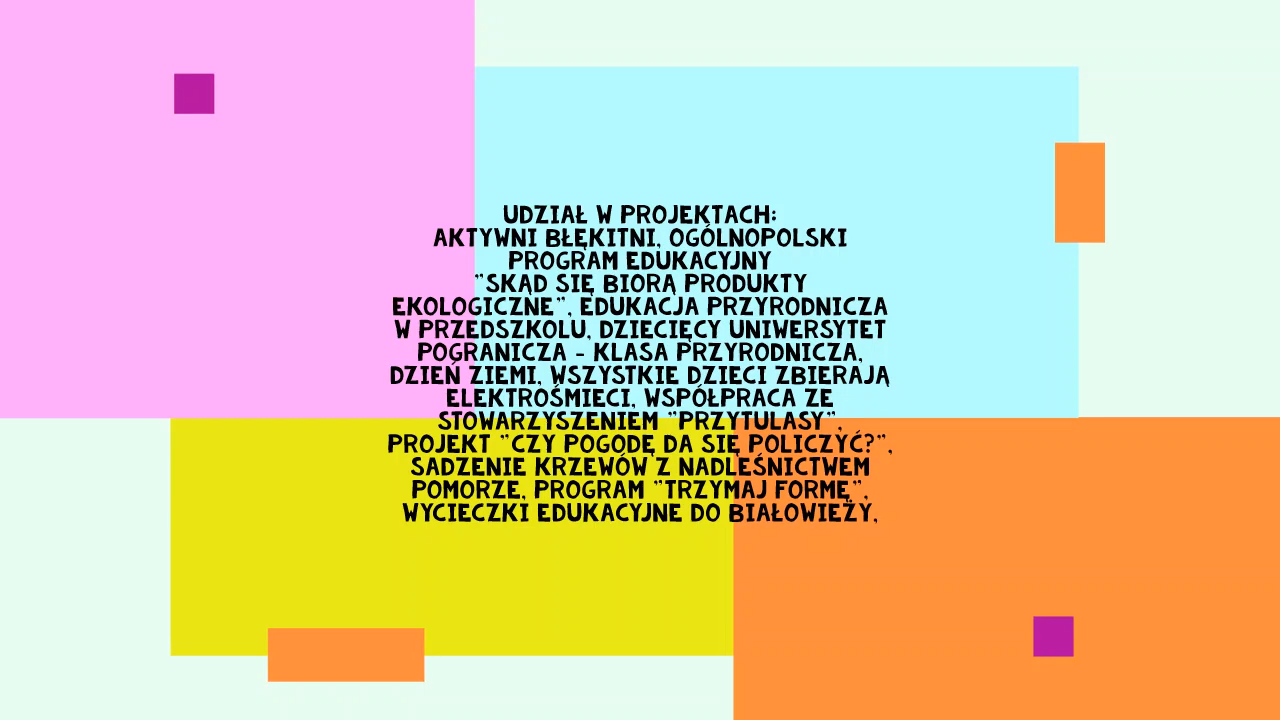 UDZIAŁ W PROJEKTACH:
AKTYWNI BŁĘKITNI, OGÓLNOPOLSKI
PROGRAM EDUKACYJNY
"SKĄD SIĘ BIORĄ PRODUKTY
EKOLOGICZNE", EDUKACJA PRZYRODNICZA
W PRZEDSZKOLU, DZIECIĘCY UNIWERSYTET
POGRANICZA - KLASA PRZYRODNICZA,
DZIEŃ ZIEMI, WSZYSTKIE DZIECI ZBIERAJĄ
ELEKTROŚMIECI, WSPÓŁPRACA ZE
STOWARZYSZENIEM "PRZYTULASY",
PROJEKT "CZY POGODĘ DA SIĘ POLICZYĆ?",
SADZENIE KRZEWÓW Z NADLEŚNICTWEM
POMORZE, PROGRAM "TRZYMAJ FORMĘ",
WYCIECZKI EDUKACYJNE DO BIAŁOWIEŻY,